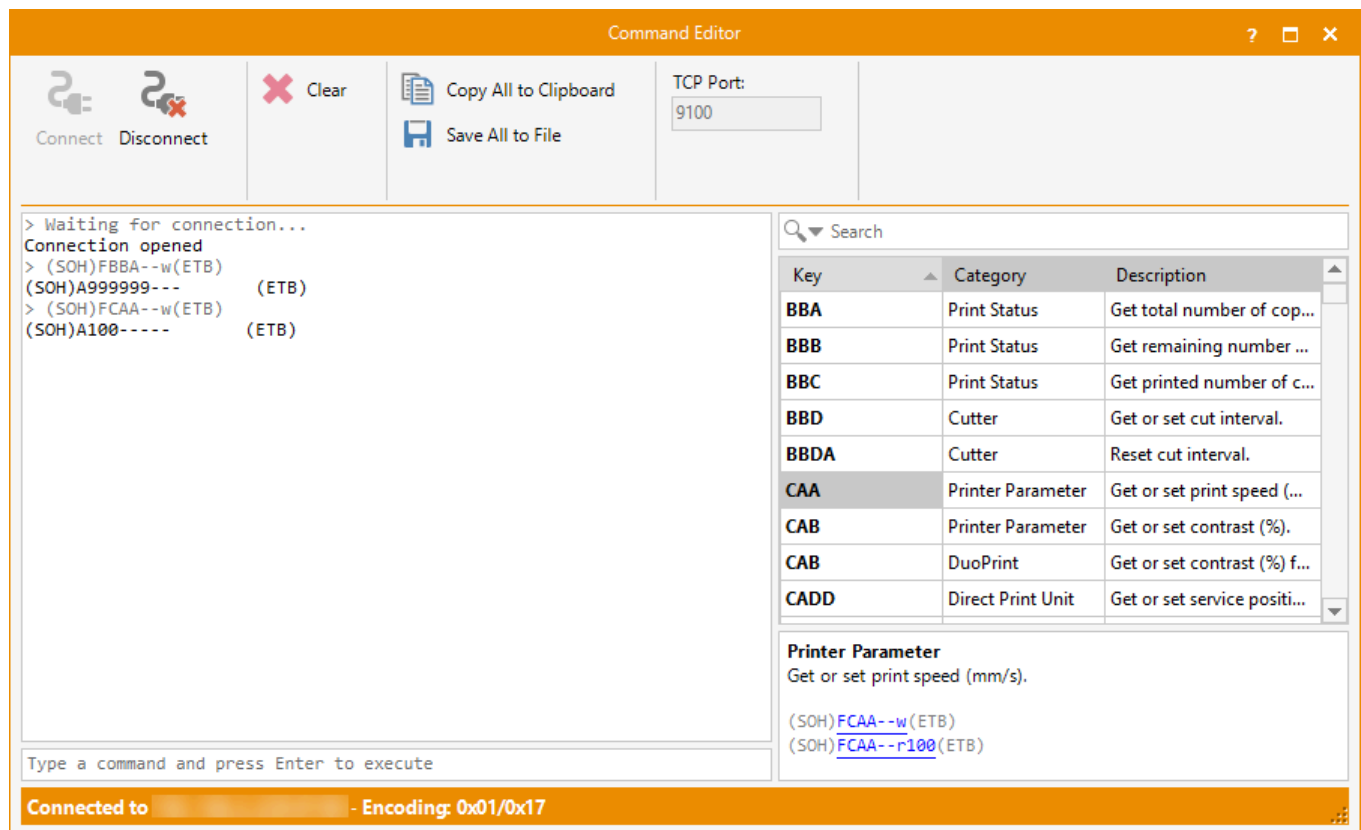 Command Editor
?
Connect Disconnect
Clear
Copy All to Clipboard
Save All to File
TCP Port:
9100
> Waiting for connection...
Connection opened
> (SOH)FBBA--w(ETB)
(SOH)A999999---        (ETB)
> (SOH)FCAA--w(ETB)
(SOH)A100-----        (ETB)
Type a command and press Enter to execute
Search
Key Category Description
BBA Print Status Get total number of cop...
BBB Print Status Get remaining number ...
BBC Print Status Get printed number of c...
BBD Cutter Get or set cut interval.
BBDA Cutter Reset cut interval.
CAA Printer Parameter Get or set print speed (...
CAB Printer Parameter Get or set contrast (%).
CAB DuoPrint Get or set contrast (%) f...
CADD Direct Print Unit Get or set service positi...
Printer Parameter
Get or set print speed (mm/s).
(SOH)FCAA--w(ETB)
(SOH)FCAA--r100(ETB)
Connected to - Encoding: 0x01/0x17